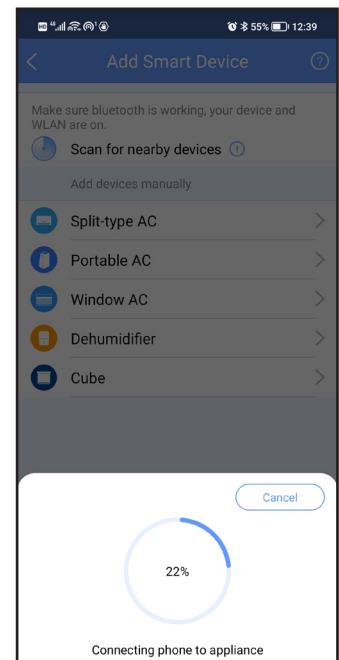 HD 55% 12:39
Add Smart Device
Make sure bluetooth is working, your device and
WLAN are on.
Scan for nearby devices
Add devices manually
Split-type AC
Portable AC
Window AC
Dehumidifier
Cube
Cancel
22%
Connecting phone to appliance